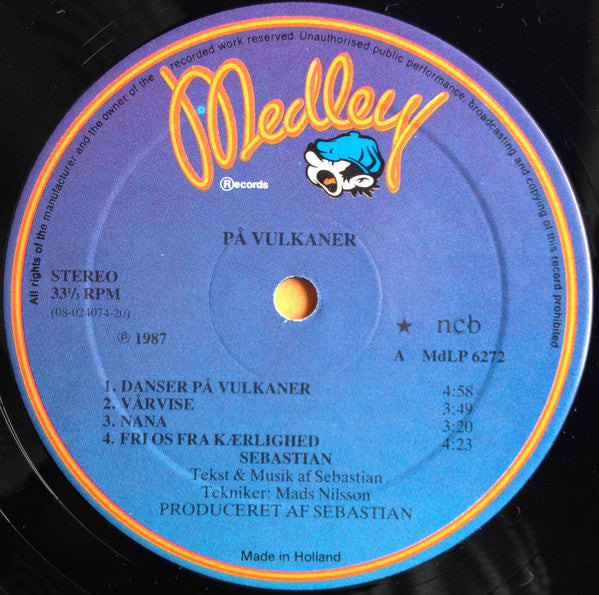 All rights of the manufacturer and the owner of the recorded work reserved. Unauthorised public performance, broadcasting and copying of this record prohibited.
Medley
Records
PÅ VULKANER
STEREO
33⅓ RPM
(08-024074-20)
℗ 1987
★ ncb
A MdLP 6272
1. DANSER PÅ VULKANER 4:58
2. VÅRVISE 3:49
3. NANA 3:20
4. FRI OS FRA KÆRLIGHED 4:23
SEBASTIAN
Tekst & Musik af Sebastian
Tekniker: Mads Nilsson
PRODUCERET AF SEBASTIAN
Made in Holland